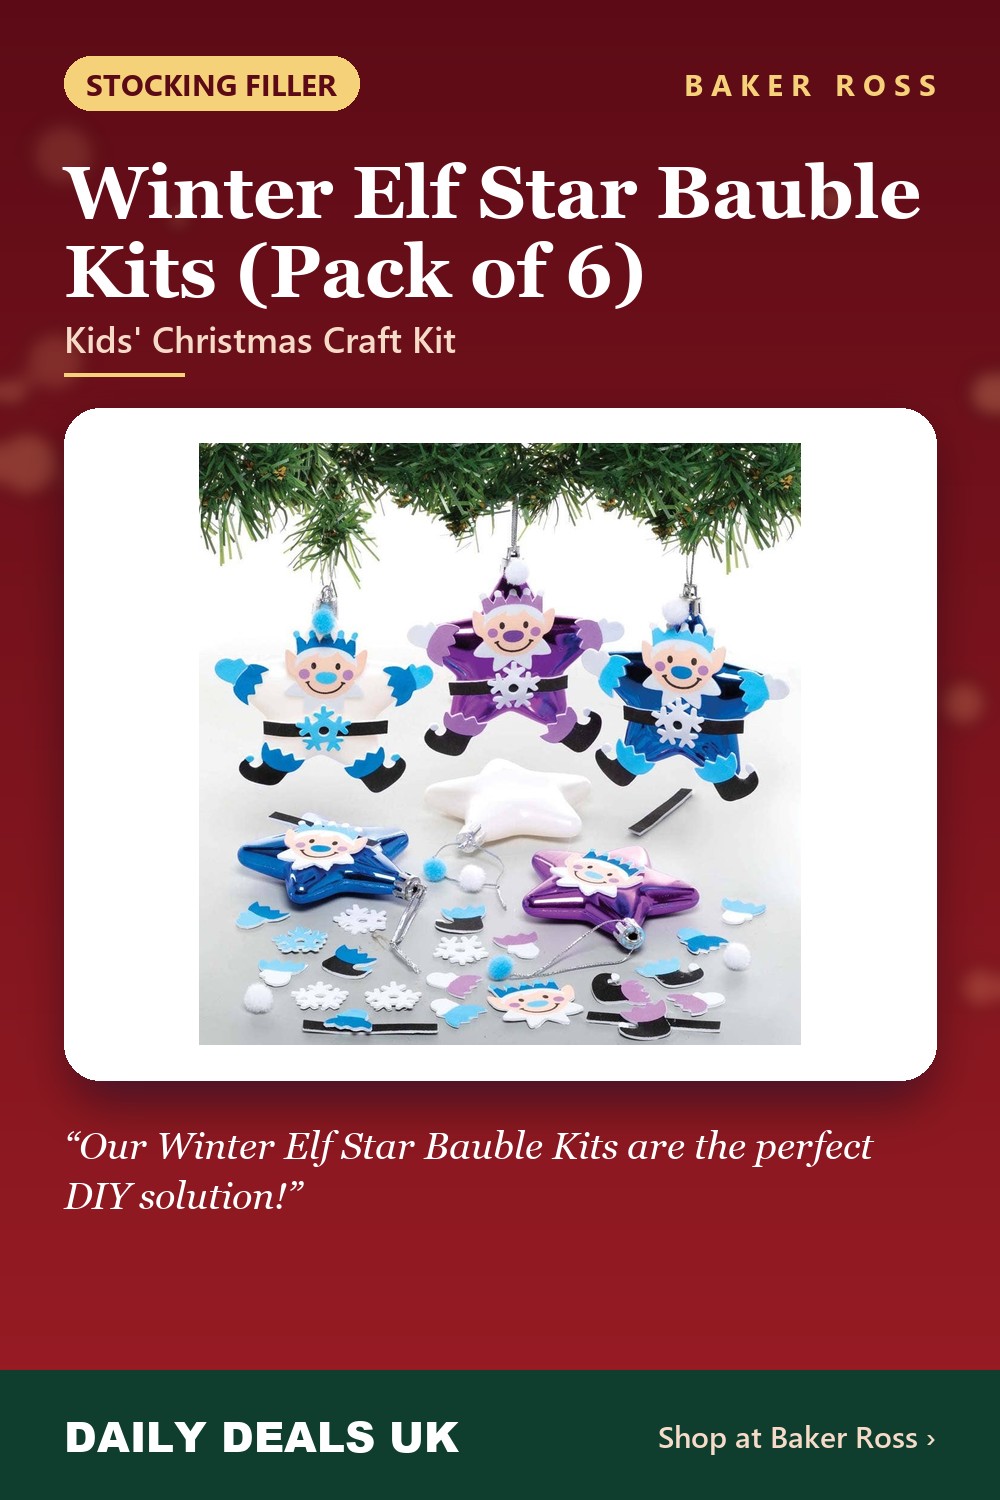 STOCKING FILLER
BAKER ROSS
Winter Elf Star Bauble
Kits (Pack of 6)
Kids' Christmas Craft Kit
“Our Winter Elf Star Bauble Kits are the perfect
DIY solution!”
DAILY DEALS UK
Shop at Baker Ross ›